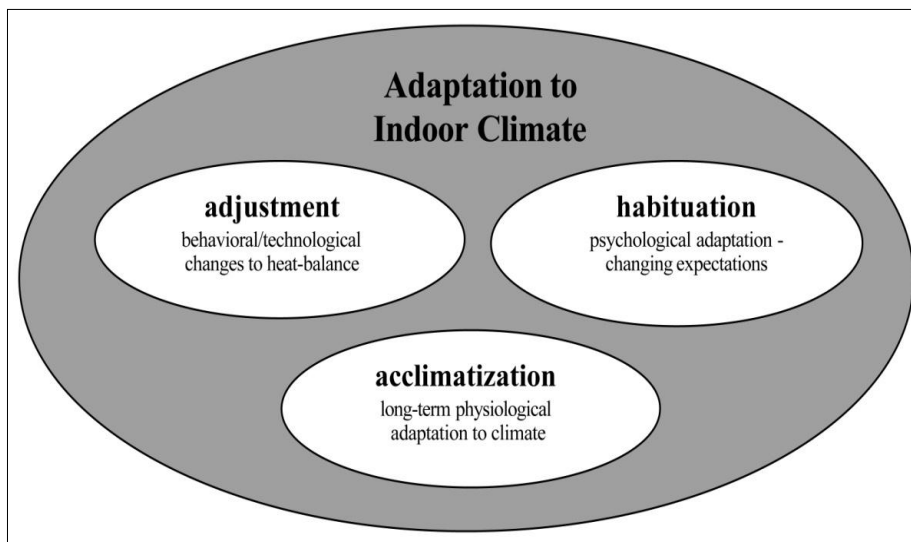 Adaptation to
Indoor Climate
adjustment
behavioral/technological
changes to heat-balance
habituation
psychological adaptation -
changing expectations
acclimatization
long-term physiological
adaptation to climate